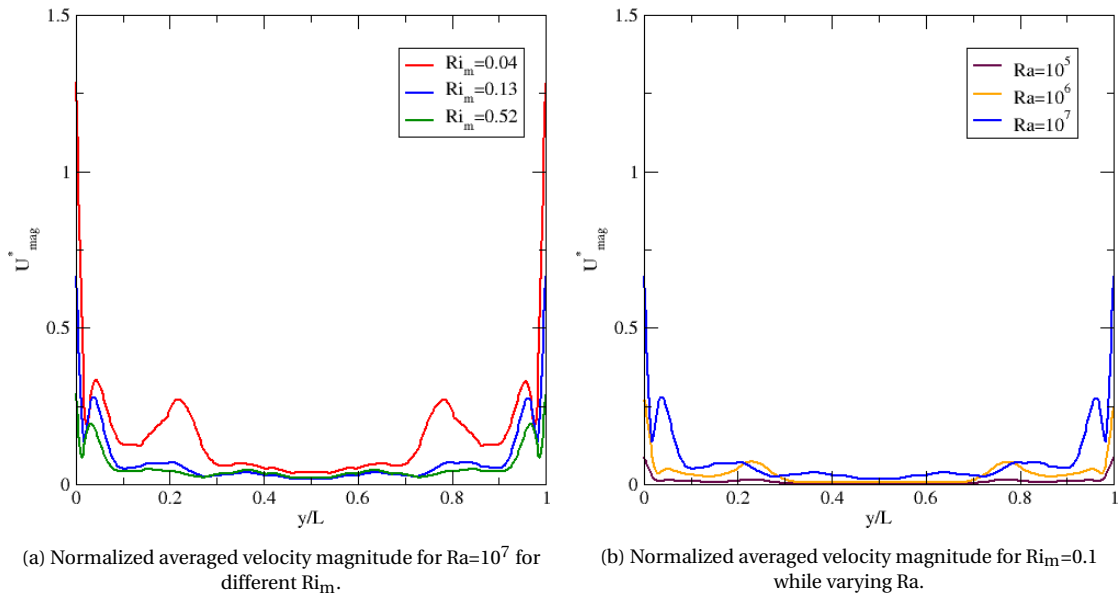 1.5
1
0.5
0
U*mag
Ri_m=0.04
Ri_m=0.13
Ri_m=0.52
0 0.2 0.4 0.6 0.8 1
y/L
(a) Normalized averaged velocity magnitude for Ra=10^7 for
different Ri_m.
1.5
1
0.5
0
U*mag
Ra=10^5
Ra=10^6
Ra=10^7
0 0.2 0.4 0.6 0.8 1
y/L
(b) Normalized averaged velocity magnitude for Ri_m=0.1
while varying Ra.